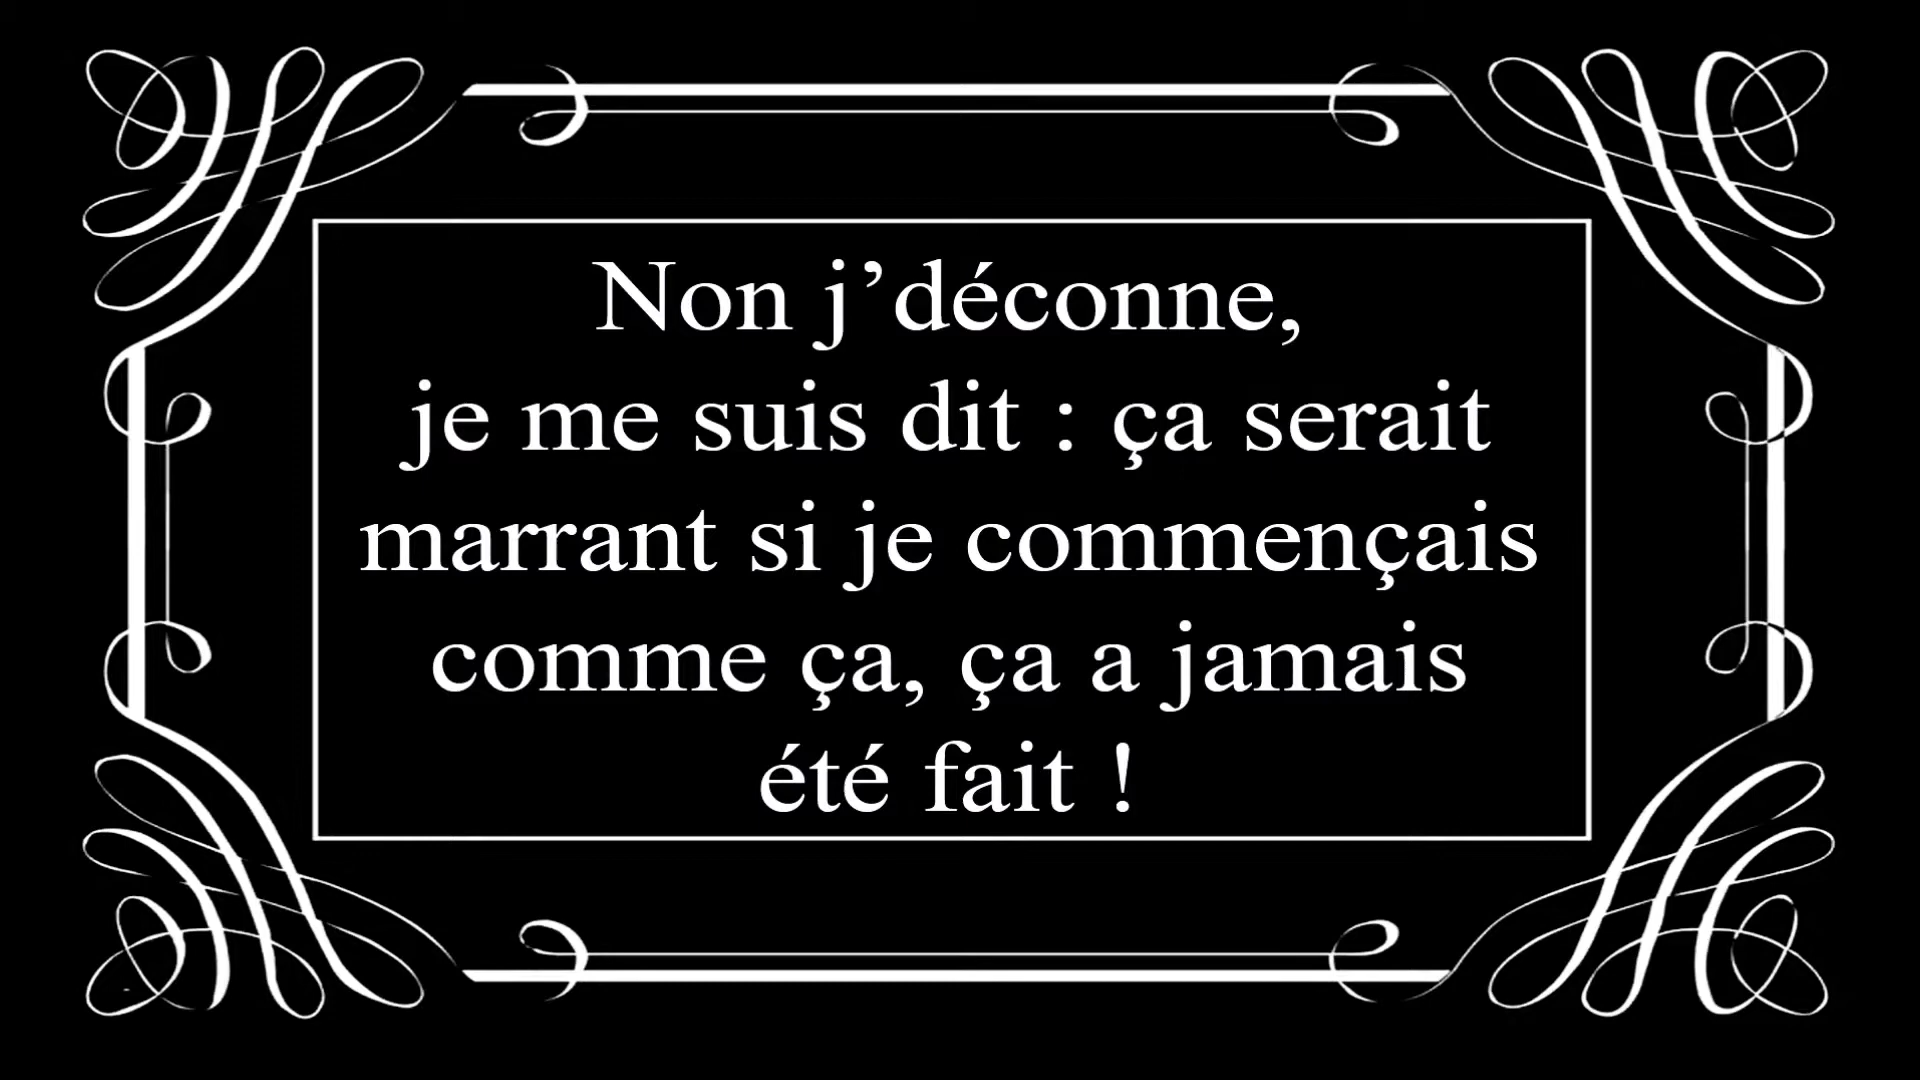 Non j’déconne,
je me suis dit : ça serait
marrant si je commençais
comme ça, ça a jamais
été fait !